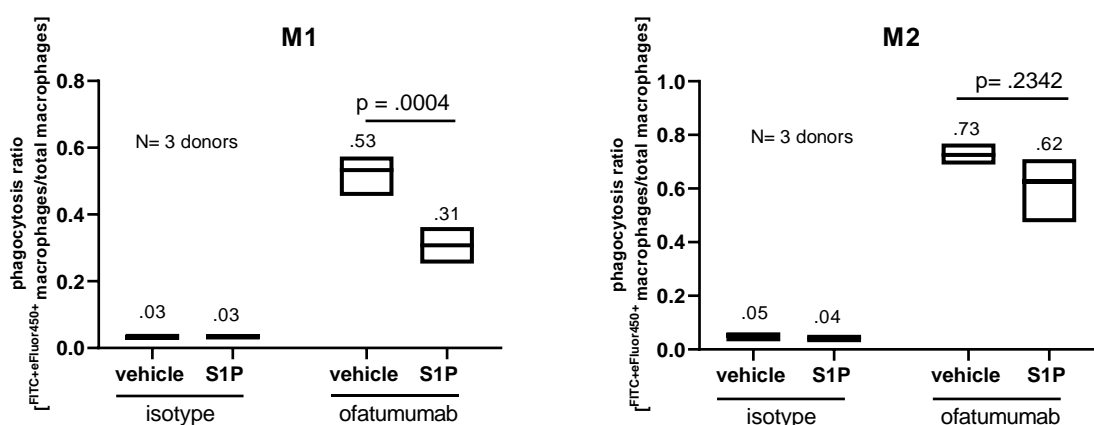 M1
phagocytosis ratio
[FITC+eFluor450+ macrophages/total macrophages]
0.8
0.6
0.4
0.2
0.0
N= 3 donors
p = .0004
.53
.31
.03
.03
vehicle S1P vehicle S1P
isotype ofatumumab
M2
phagocytosis ratio
[FITC+eFluor450+ macrophages/total macrophages]
1.0
0.8
0.6
0.4
0.2
0.0
N= 3 donors
p= .2342
.73
.62
.05
.04
vehicle S1P vehicle S1P
isotype ofatumumab